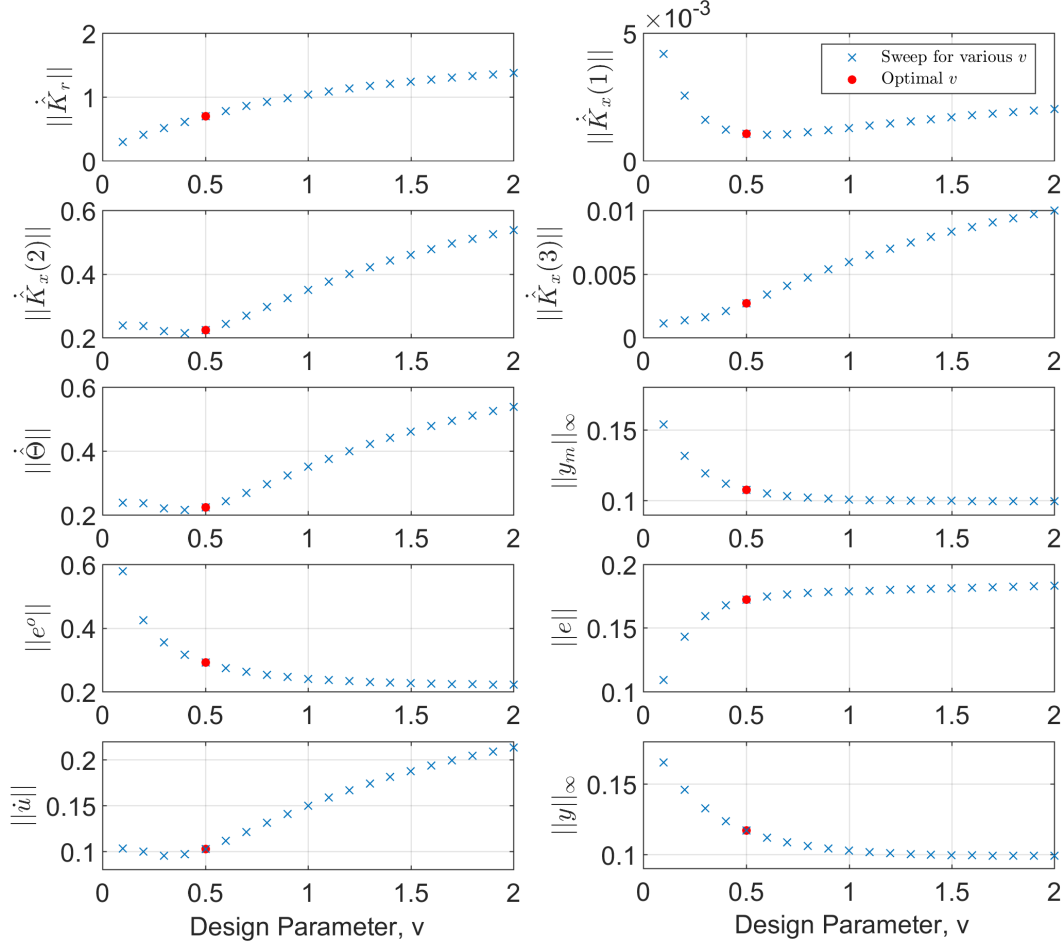 ||K̇̂_r||
2
1
0
0 0.5 1 1.5 2
||K̇̂_x(1)||
×10^-3
5
0
0 0.5 1 1.5 2
Sweep for various v
Optimal v
||K̇̂_x(2)||
0.6
0.4
0.2
0 0.5 1 1.5 2
||K̇̂_x(3)||
0.01
0.005
0
0 0.5 1 1.5 2
||Θ̇̂||
0.6
0.4
0.2
0 0.5 1 1.5 2
||y_m||_∞
0.15
0.1
0 0.5 1 1.5 2
||e^o||
0.6
0.4
0.2
0 0.5 1 1.5 2
||e||
0.2
0.15
0.1
0 0.5 1 1.5 2
||u̇||
0.2
0.15
0.1
0 0.5 1 1.5 2
Design Parameter, v
||y||_∞
0.15
0.1
0 0.5 1 1.5 2
Design Parameter, v